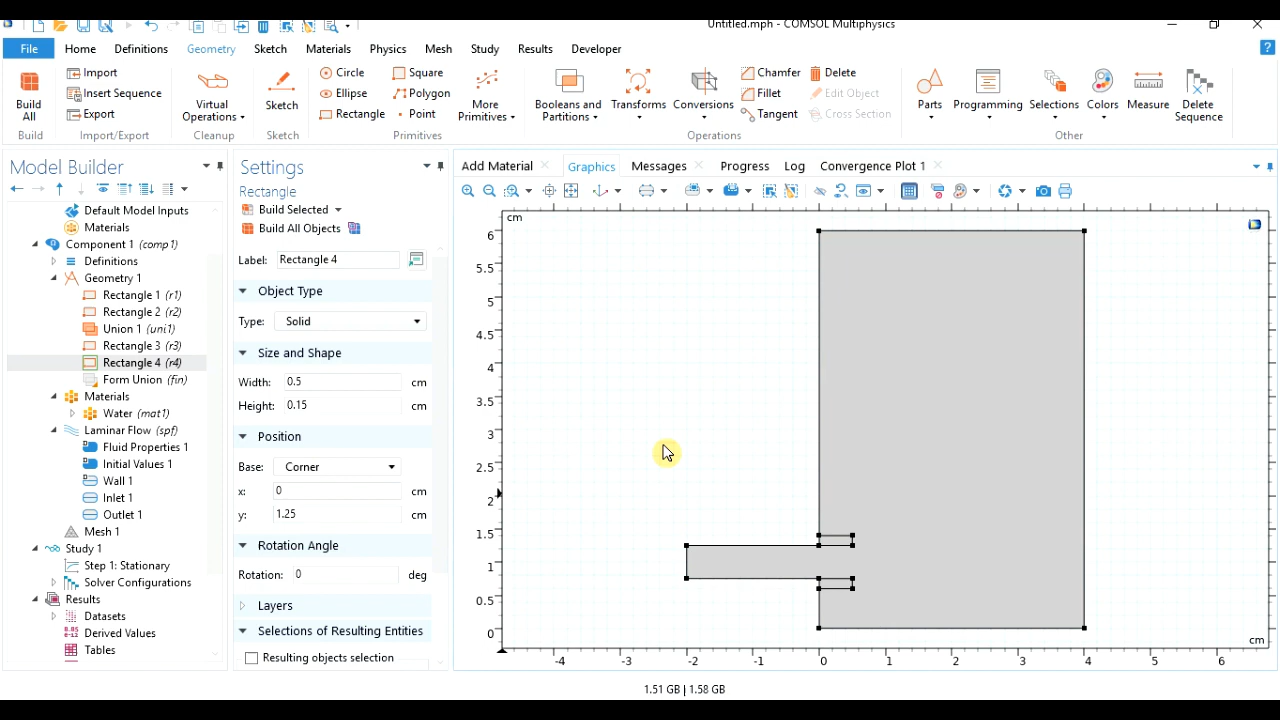 Untitled.mph - COMSOL Multiphysics
File Home Definitions Geometry Sketch Materials Physics Mesh Study Results Developer
Build All
Import
Insert Sequence
Export
Virtual Operations
Sketch
Circle
Ellipse
Rectangle
Square
Polygon
Point
More Primitives
Booleans and Partitions
Transforms
Conversions
Chamfer
Fillet
Tangent
Delete
Edit Object
Cross Section
Parts
Programming
Selections
Colors
Measure
Delete Sequence
Build Import/Export Cleanup Sketch Primitives Operations Other
Model Builder
Default Model Inputs
Materials
Component 1 (comp1)
Definitions
Geometry 1
Rectangle 1 (r1)
Rectangle 2 (r2)
Union 1 (uni1)
Rectangle 3 (r3)
Rectangle 4 (r4)
Form Union (fin)
Materials
Water (mat1)
Laminar Flow (spf)
Fluid Properties 1
Initial Values 1
Wall 1
Inlet 1
Outlet 1
Mesh 1
Study 1
Step 1: Stationary
Solver Configurations
Results
Datasets
8.85
e-12
Derived Values
Tables
Settings
Rectangle
Build Selected
Build All Objects
Label: Rectangle 4
Object Type
Type: Solid
Size and Shape
Width: 0.5 cm
Height: 0.15 cm
Position
Base: Corner
x: 0 cm
y: 1.25 cm
Rotation Angle
Rotation: 0 deg
Layers
Selections of Resulting Entities
Resulting objects selection
Add Material Graphics Messages Progress Log Convergence Plot 1
cm
6
5.5
5
4.5
4
3.5
3
2.5
2
1.5
1
0.5
0
cm
-4 -3 -2 -1 0 1 2 3 4 5 6
1.51 GB | 1.58 GB